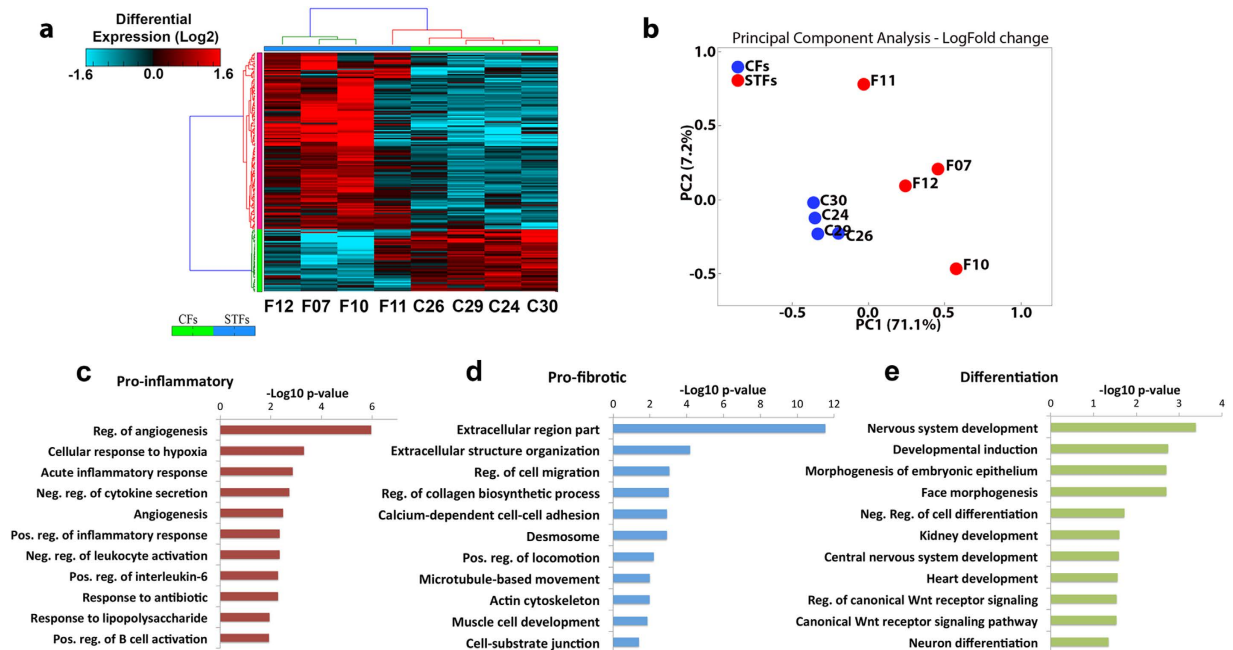 a
Differential
Expression (Log2)
-1.6 0.0 1.6
F12 F07 F10 F11 C26 C29 C24 C30
CFs STFs
b
Principal Component Analysis - LogFold change
CFs
STFs
1.0
0.5
0.0
-0.5
PC2 (7.2%)
F11
F07
F12
C30
C24
C29
C26
F10
-0.5 0.0 0.5 1.0
PC1 (71.1%)
c
Pro-inflammatory
-Log10 p-value
0 2 4 6
Reg. of angiogenesis
Cellular response to hypoxia
Acute inflammatory response
Neg. reg. of cytokine secretion
Angiogenesis
Pos. reg. of inflammatory response
Neg. reg. of leukocyte activation
Pos. reg. of interleukin-6
Response to antibiotic
Response to lipopolysaccharide
Pos. reg. of B cell activation
d
Pro-fibrotic
-Log10 p-value
0 2 4 6 8 10 12
Extracellular region part
Extracellular structure organization
Reg. of cell migration
Reg. of collagen biosynthetic process
Calcium-dependent cell-cell adhesion
Desmosome
Pos. reg. of locomotion
Microtubule-based movement
Actin cytoskeleton
Muscle cell development
Cell-substrate junction
e
Differentiation
-log10 p-value
0 1 2 3 4
Nervous system development
Developmental induction
Morphogenesis of embryonic epithelium
Face morphogenesis
Neg. Reg. of cell differentiation
Kidney development
Central nervous system development
Heart development
Reg. of canonical Wnt receptor signaling
Canonical Wnt receptor signaling pathway
Neuron differentiation